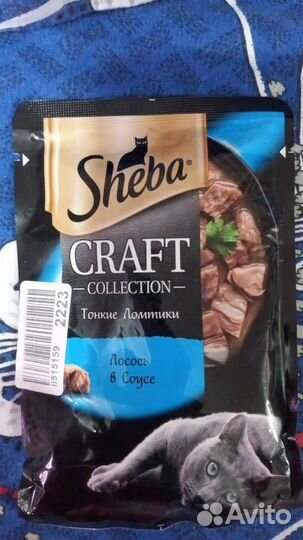 Sheba®
CRAFT
COLLECTION
Тонкие Ломтики
Лосось
в Соусе
2223
Avito